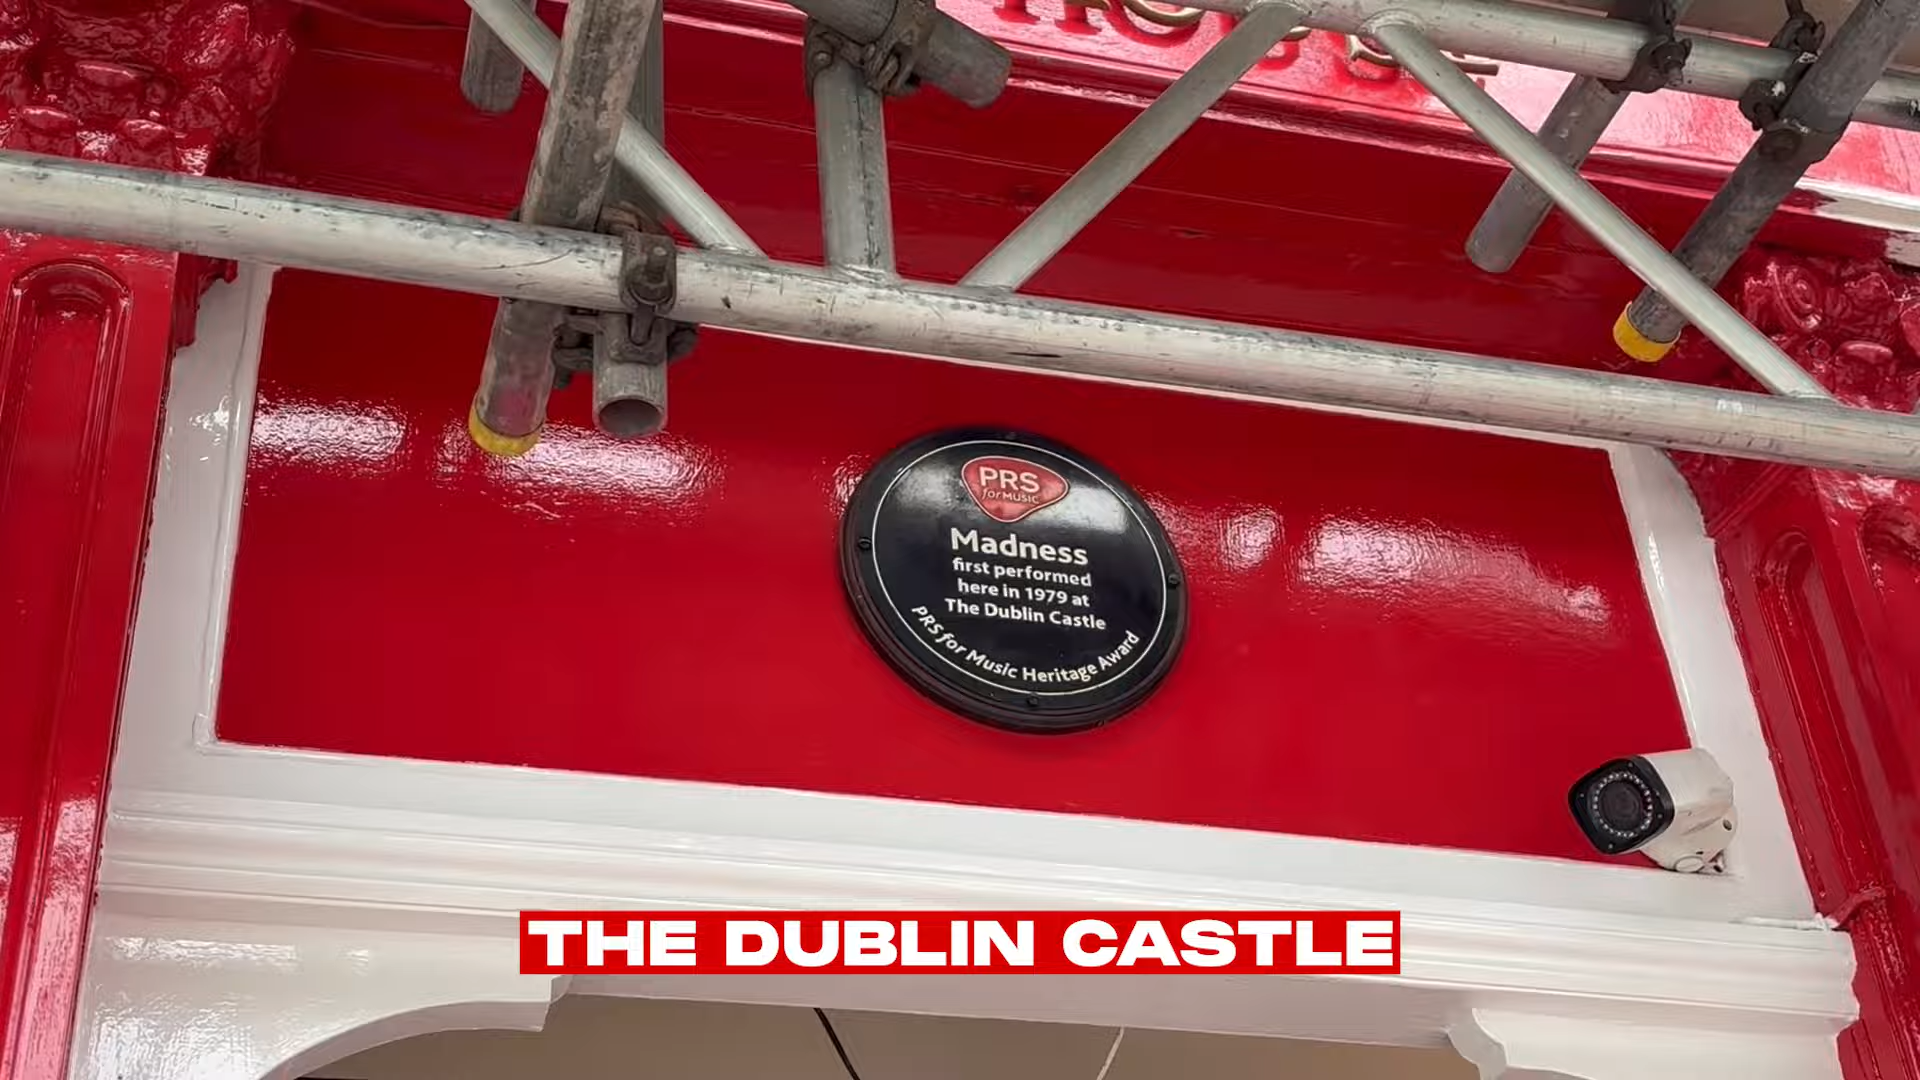 PRS
for MUSIC
Madness
first performed
here in 1979 at
The Dublin Castle
PRS for Music Heritage Award
THE DUBLIN CASTLE